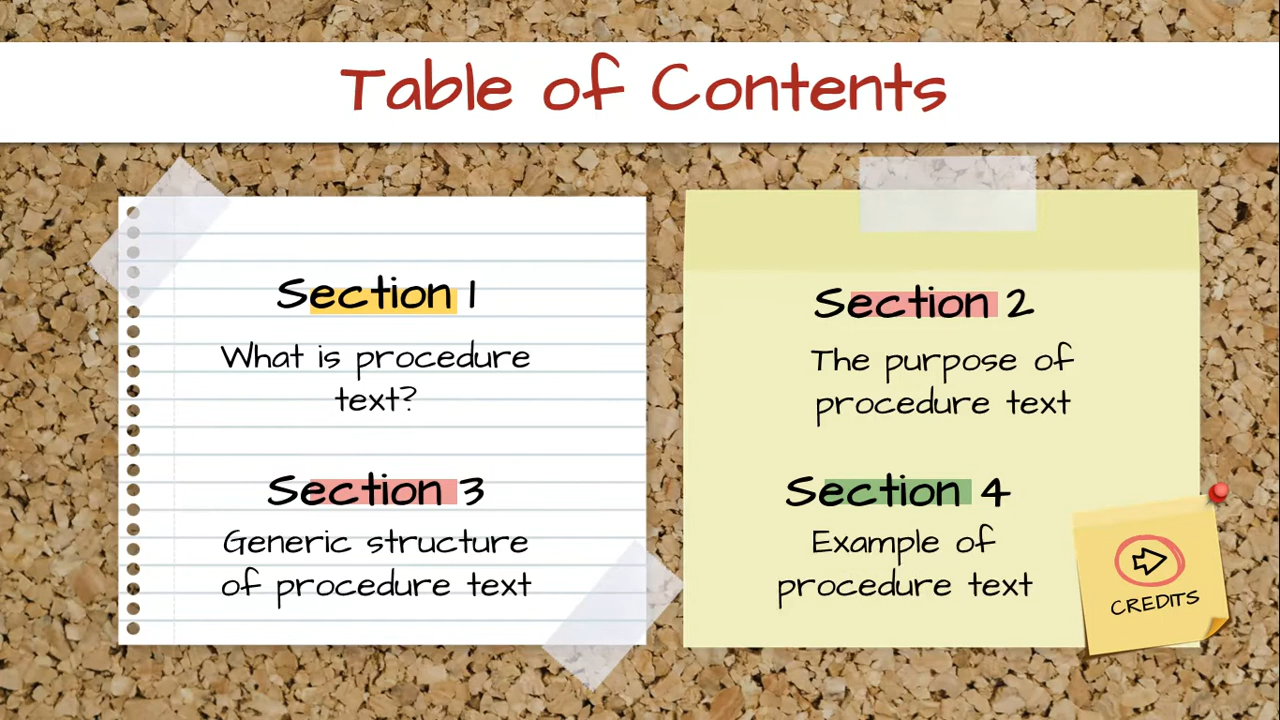 Table of Contents
Section 1
What is procedure
text?
Section 2
The purpose of
procedure text
Section 3
Generic structure
of procedure text
Section 4
Example of
procedure text
CREDITS